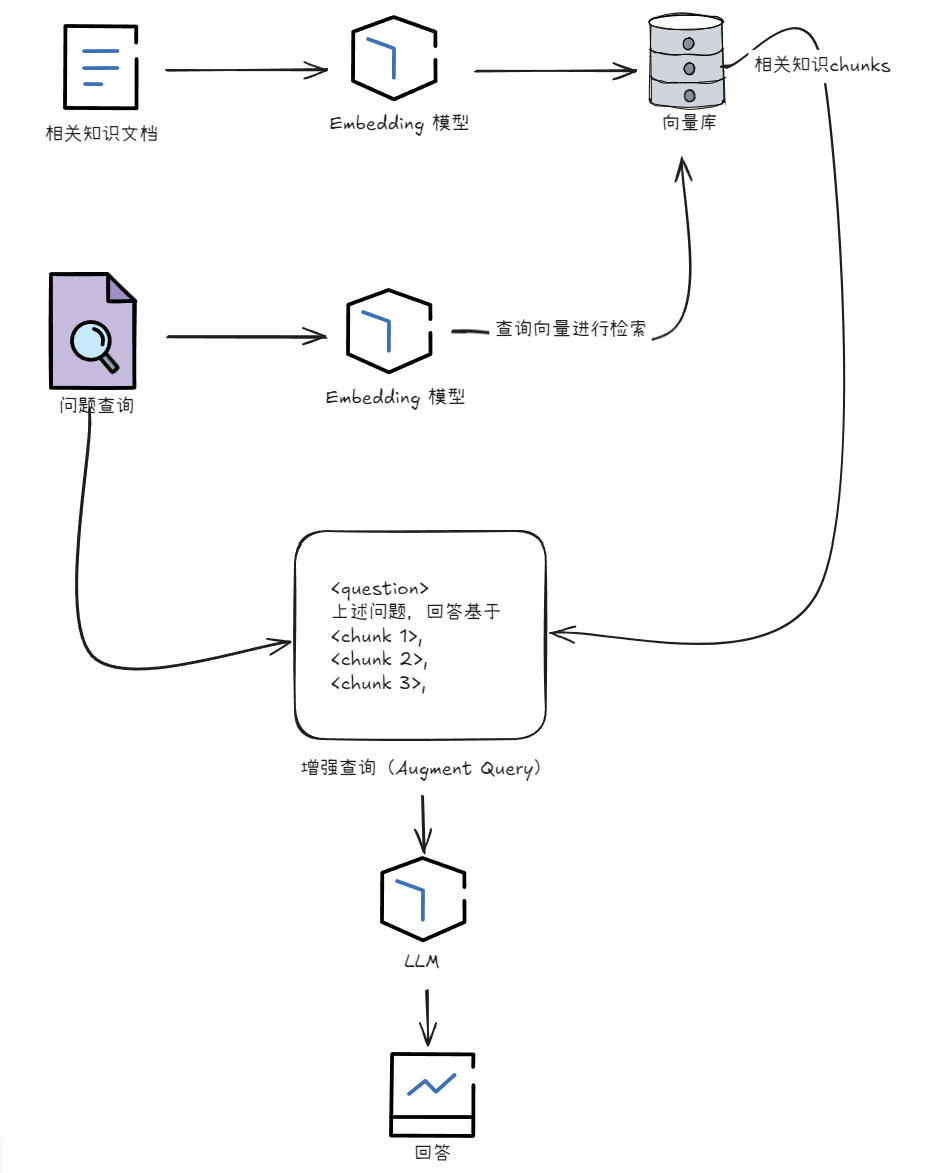 相关知识文档
Embedding 模型
向量库
相关知识chunks
问题查询
Embedding 模型
查询向量进行检索
<question>
上述问题，回答基于
<chunk 1>,
<chunk 2>,
<chunk 3>,
增强查询（Augment Query）
LLM
回答